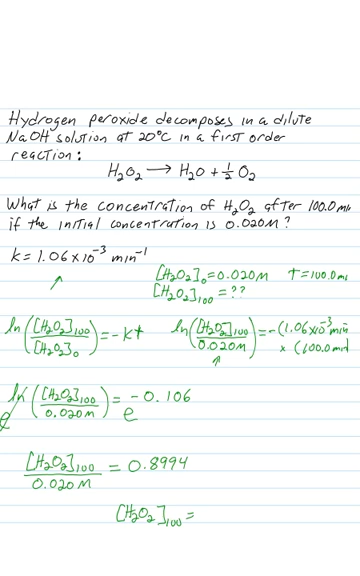 Hydrogen peroxide decomposes in a dilute
NaOH solution at 20°C in a first order
reaction:
H₂O₂ → H₂O + ½ O₂
What is the concentration of H₂O₂ after 100.0 min
if the initial concentration is 0.020M?
k = 1.06 x 10⁻³ min⁻¹
[H₂O₂]₀ = 0.020M t = 100.0 min
[H₂O₂]₁₀₀ = ??
ln([H₂O₂]₁₀₀/[H₂O₂]₀) = -kt ln([H₂O₂]₁₀₀/0.020M) = -(1.06x10⁻³ min
x (100.0 min
e ln([H₂O₂]₁₀₀/0.020M) = e -0.106
[H₂O₂]₁₀₀/0.020M = 0.8994
[H₂O₂]₁₀₀ =